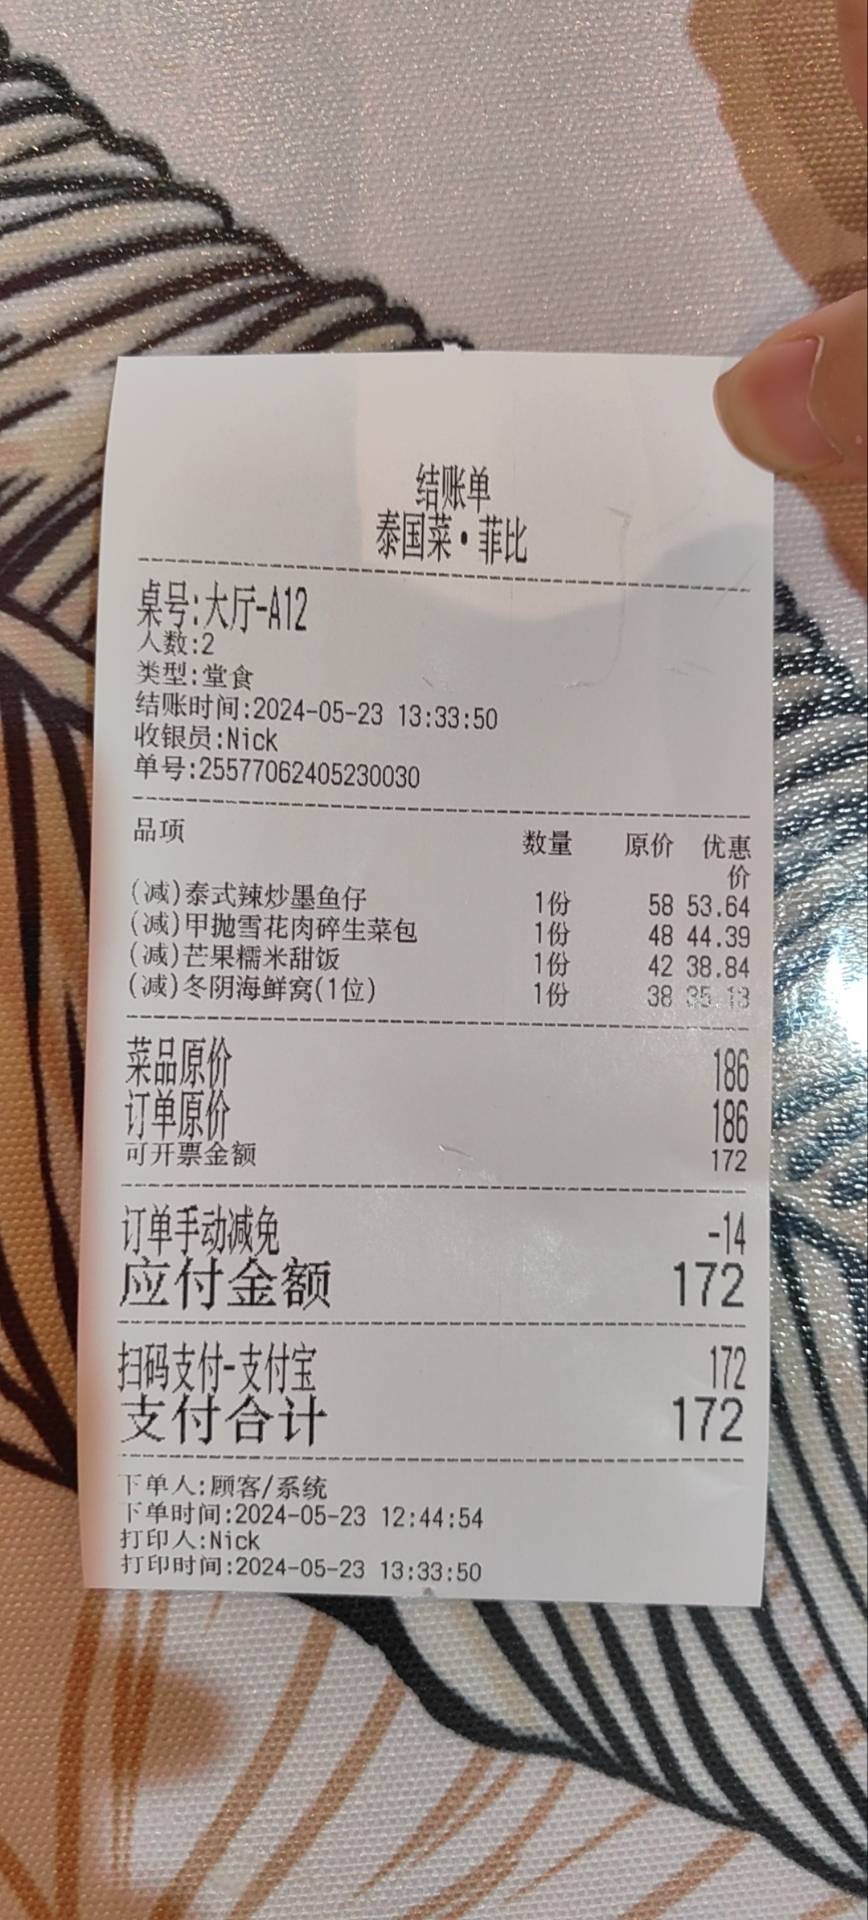 结账单
泰国菜•菲比
桌号:大厅-A12
人数:2
类型:堂食
结账时间:2024-05-23 13:33:50
收银员:Nick
单号:25577062405230030
品项 数量 原价 优惠价
(减)泰式辣炒墨鱼仔 1份 58 53.64
(减)甲抛雪花肉碎生菜包 1份 48 44.39
(减)芒果糯米甜饭 1份 42 38.84
(减)冬阴海鲜窝(1位) 1份 38 35.13
菜品原价 186
订单原价 186
可开票金额 172
订单手动减免 -14
应付金额 172
扫码支付-支付宝 172
支付合计 172
下单人:顾客/系统
下单时间:2024-05-23 12:44:54
打印人:Nick
打印时间:2024-05-23 13:33:50